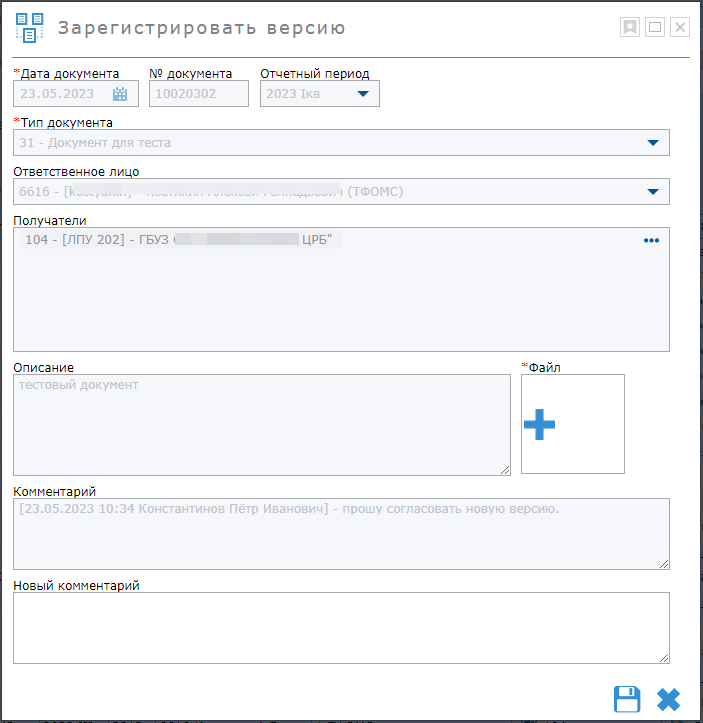 Зарегистрировать версию
*Дата документа № документа Отчетный период
23.05.2023 10020302 2023 Iкв
*Тип документа
31 - Документ для теста
Ответственное лицо
6616 - (ТФОМС)
Получатели
104 - [ЛПУ 202] - ГБУЗ ЦРБ"
Описание *Файл
тестовый документ
Комментарий
[23.05.2023 10:34 Константинов Пётр Иванович] - прошу согласовать новую версию.
Новый комментарий